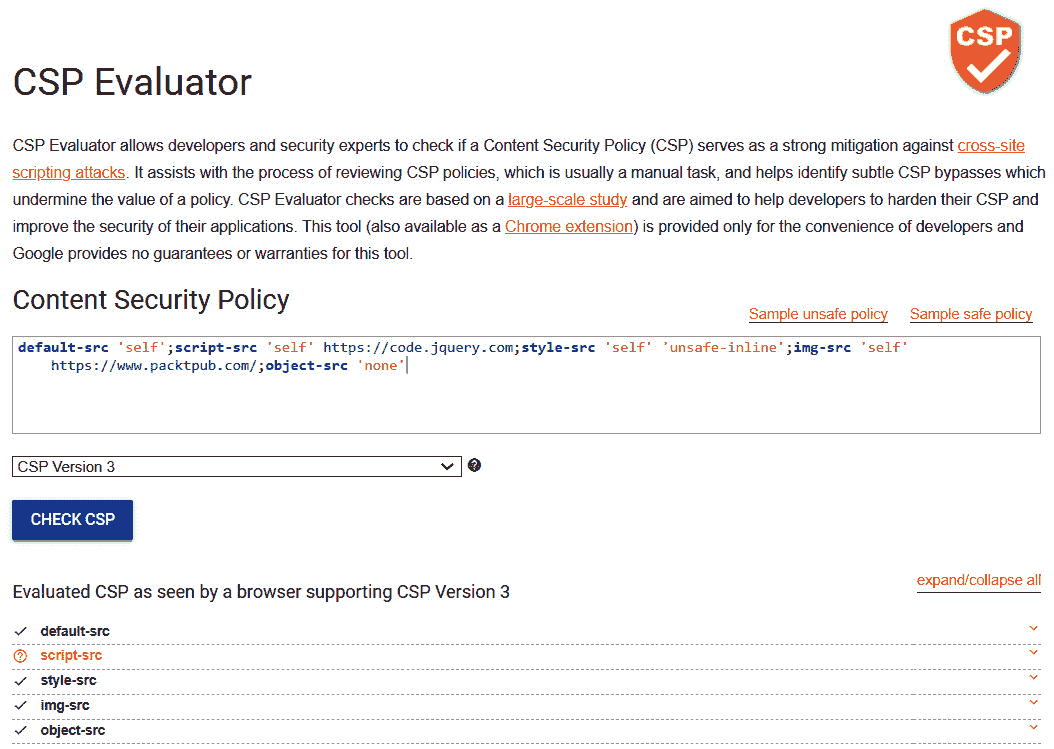 CSP
CSP Evaluator
CSP Evaluator allows developers and security experts to check if a Content Security Policy (CSP) serves as a strong mitigation against cross-site
scripting attacks. It assists with the process of reviewing CSP policies, which is usually a manual task, and helps identify subtle CSP bypasses which
undermine the value of a policy. CSP Evaluator checks are based on a large-scale study and are aimed to help developers to harden their CSP and
improve the security of their applications. This tool (also available as a Chrome extension) is provided only for the convenience of developers and
Google provides no guarantees or warranties for this tool.
Content Security Policy
Sample unsafe policy Sample safe policy
default-src 'self';script-src 'self' https://code.jquery.com;style-src 'self' 'unsafe-inline';img-src 'self'
https://www.packtpub.com/;object-src 'none'
CSP Version 3
CHECK CSP
expand/collapse all
Evaluated CSP as seen by a browser supporting CSP Version 3
default-src
script-src
style-src
img-src
object-src